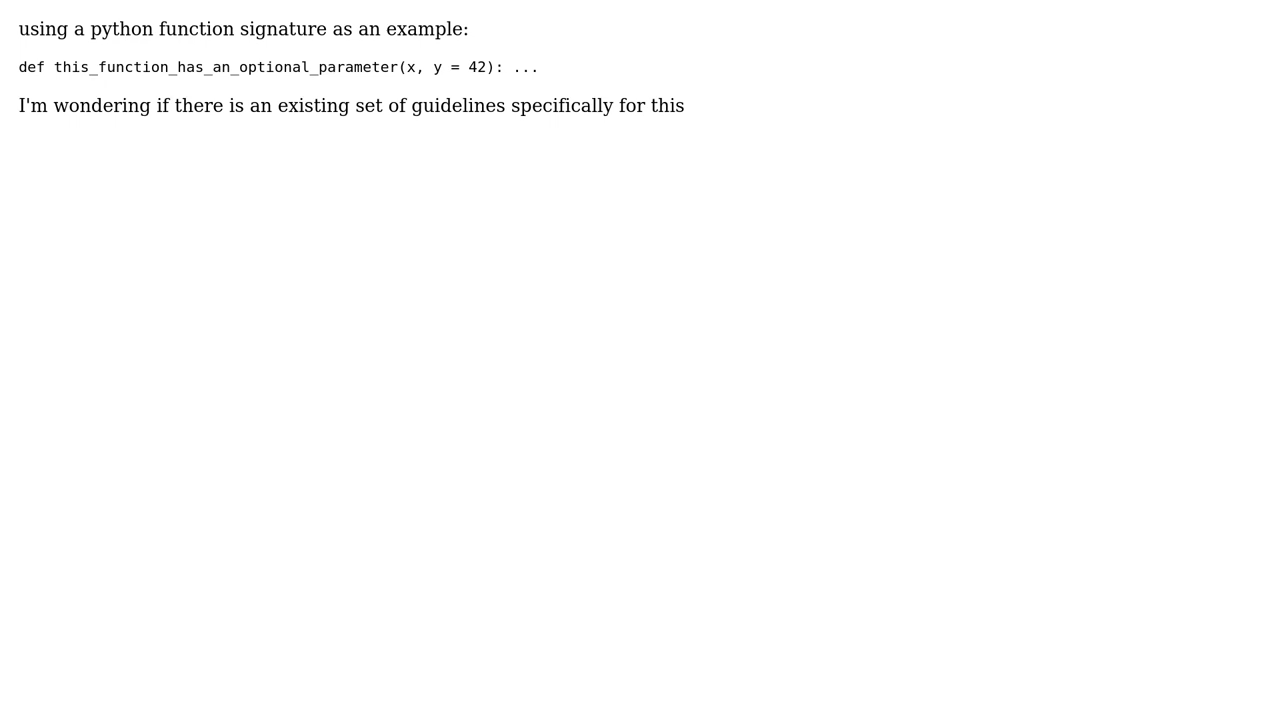 using a python function signature as an example:
def this_function_has_an_optional_parameter(x, y = 42): ...
I'm wondering if there is an existing set of guidelines specifically for this